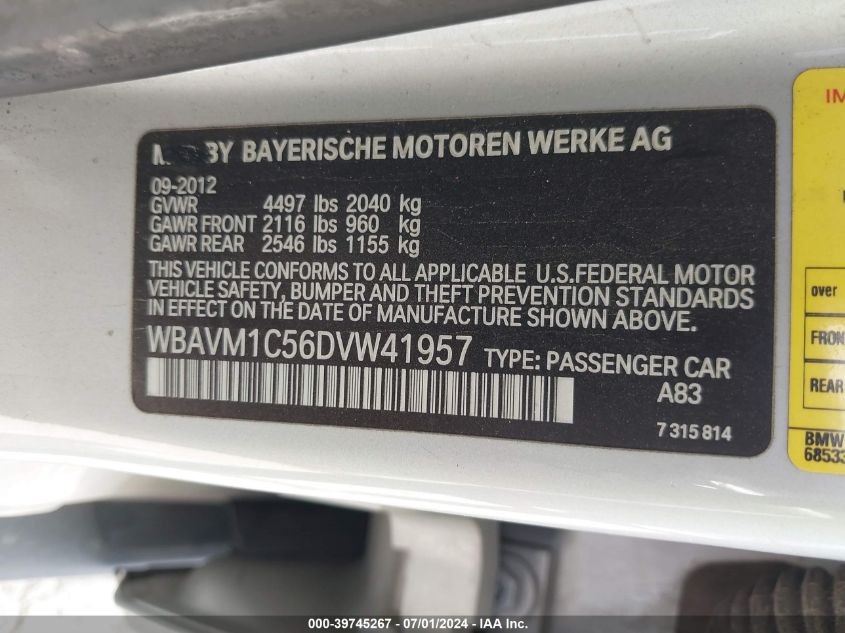 BY BAYERISCHE MOTOREN WERKE AG
09-2012
GVWR 4497 lbs 2040 kg
GAWR FRONT 2116 lbs 960 kg
GAWR REAR 2546 lbs 1155 kg
THIS VEHICLE CONFORMS TO ALL APPLICABLE U.S.FEDERAL MOTOR
VEHICLE SAFETY, BUMPER AND THEFT PREVENTION STANDARDS
IN EFFECT ON THE DATE OF MANUFACTURE SHOWN ABOVE.
WBAVM1C56DVW41957 TYPE: PASSENGER CAR
A83
7 315 814
over
FRON
REAR
BMW
000-39745267 / 07/01/2024 - IAA Inc.